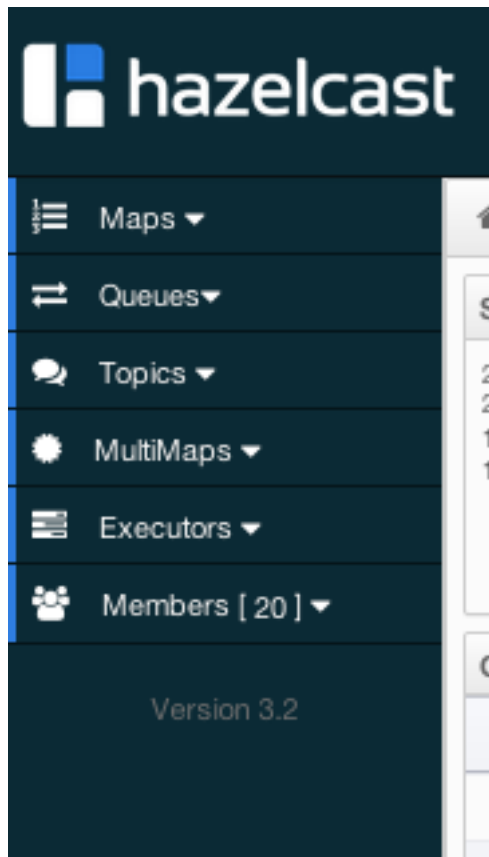 hazelcast
Maps
Queues
Topics
MultiMaps
Executors
Members [ 20 ]
Version 3.2